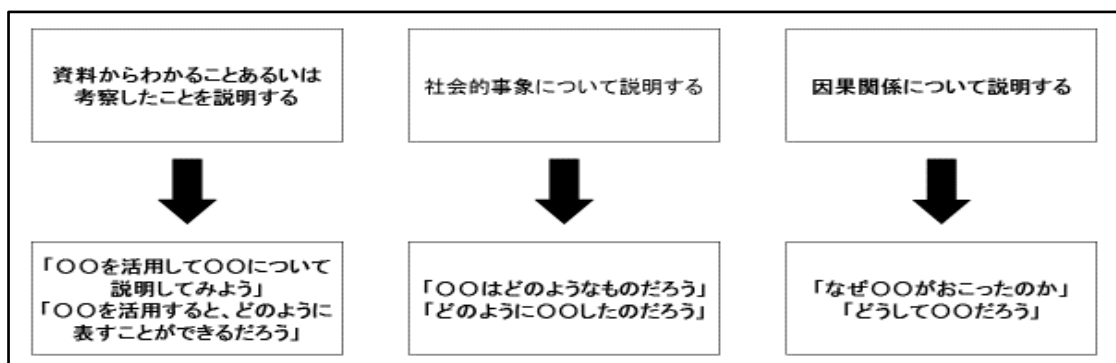 資料からわかることあるいは
考察したことを説明する
社会的事象について説明する
因果関係について説明する
「〇〇を活用して〇〇について
説明してみよう」
「〇〇を活用すると、どのように
表すことができるだろう」
「〇〇はどのようなものだろう」
「どのように〇〇したのだろう」
「なぜ〇〇がおこったのか」
「どうして〇〇だろう」